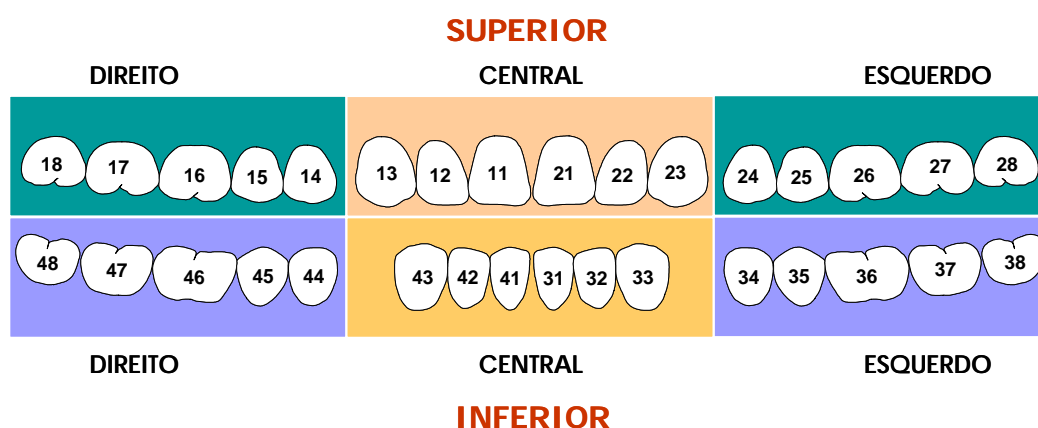 SUPERIOR
DIREITO CENTRAL ESQUERDO
18 17 16 15 14 13 12 11 21 22 23 24 25 26 27 28
48 47 46 45 44 43 42 41 31 32 33 34 35 36 37 38
DIREITO CENTRAL ESQUERDO
INFERIOR